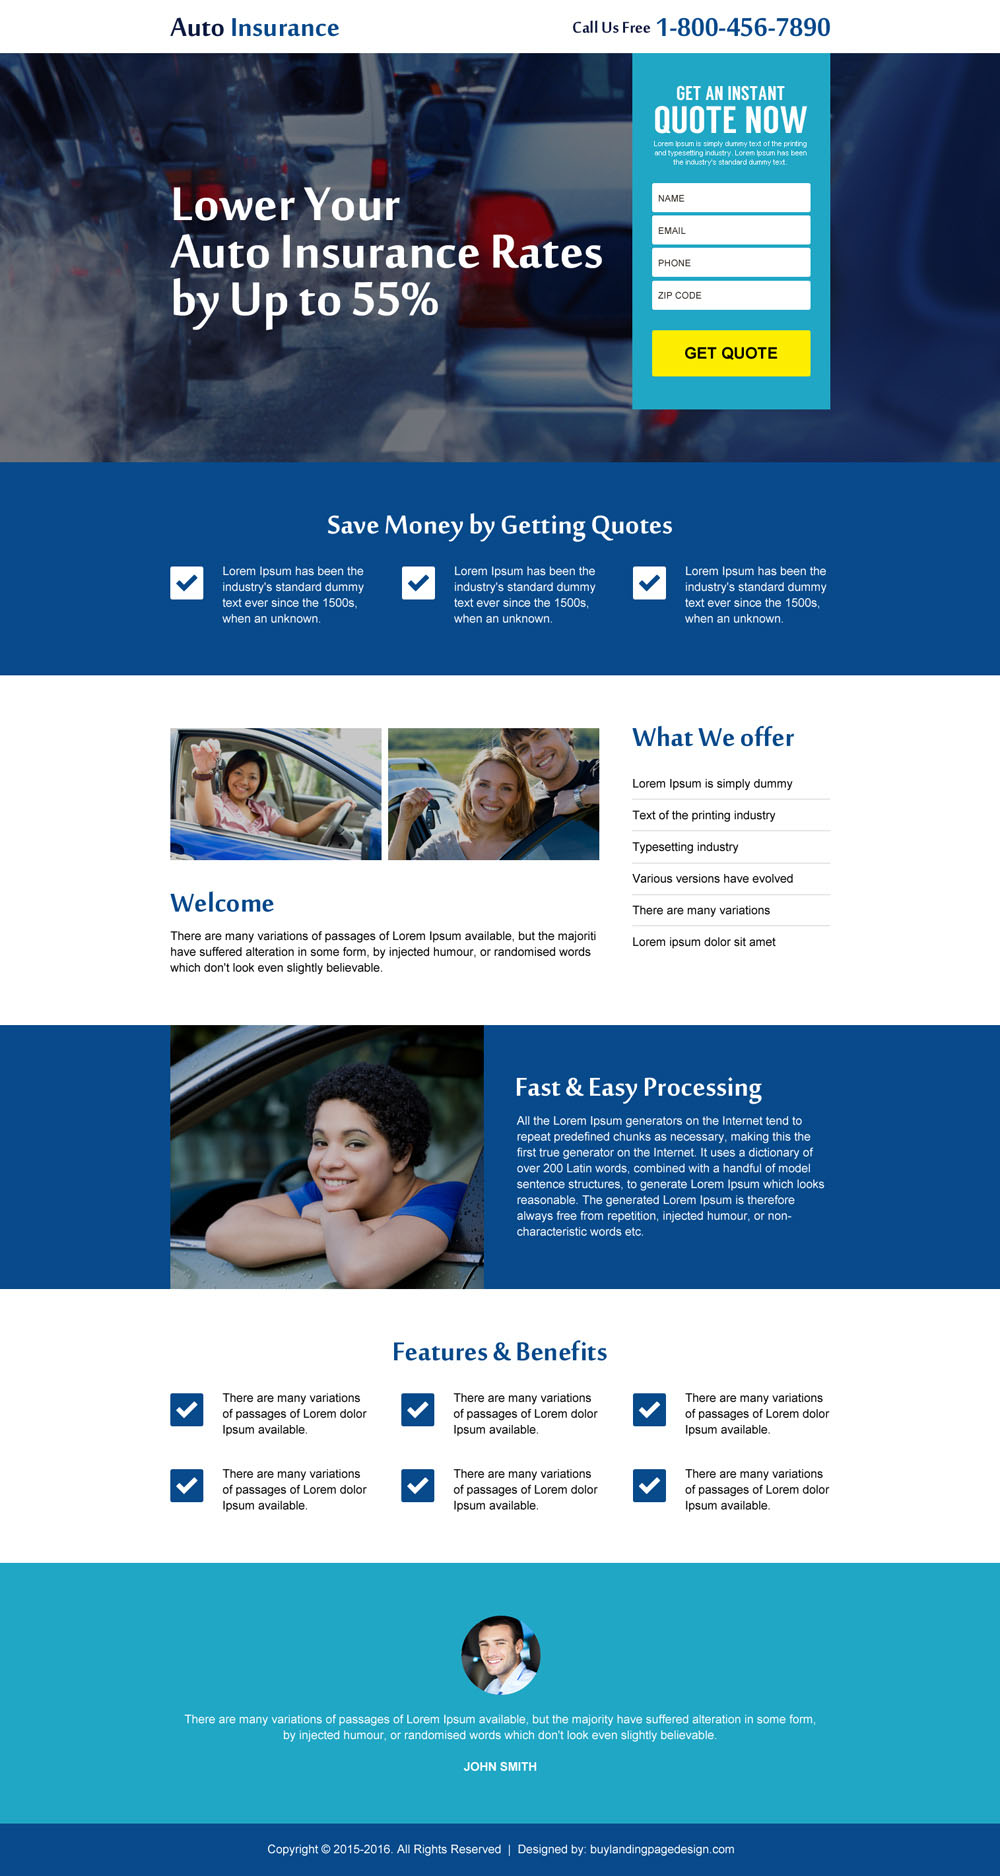 Auto Insurance
Call Us Free 1-800-456-7890
Lower Your
Auto Insurance Rates
by Up to 55%
GET AN INSTANT
QUOTE NOW
Lorem Ipsum is simply dummy text of the printing
and typesetting industry. Lorem Ipsum has been
the industry's standard dummy text.
NAME
EMAIL
PHONE
ZIP CODE
GET QUOTE
Save Money by Getting Quotes
Lorem Ipsum has been the
industry's standard dummy
text ever since the 1500s,
when an unknown.
Lorem Ipsum has been the
industry's standard dummy
text ever since the 1500s,
when an unknown.
Lorem Ipsum has been the
industry's standard dummy
text ever since the 1500s,
when an unknown.
Welcome
There are many variations of passages of Lorem Ipsum available, but the majoriti
have suffered alteration in some form, by injected humour, or randomised words
which don't look even slightly believable.
What We offer
Lorem Ipsum is simply dummy
Text of the printing industry
Typesetting industry
Various versions have evolved
There are many variations
Lorem ipsum dolor sit amet
Fast & Easy Processing
All the Lorem Ipsum generators on the Internet tend to
repeat predefined chunks as necessary, making this the
first true generator on the Internet. It uses a dictionary of
over 200 Latin words, combined with a handful of model
sentence structures, to generate Lorem Ipsum which looks
reasonable. The generated Lorem Ipsum is therefore
always free from repetition, injected humour, or non-
characteristic words etc.
Features & Benefits
There are many variations
of passages of Lorem dolor
Ipsum available.
There are many variations
of passages of Lorem dolor
Ipsum available.
There are many variations
of passages of Lorem dolor
Ipsum available.
There are many variations
of passages of Lorem dolor
Ipsum available.
There are many variations
of passages of Lorem dolor
Ipsum available.
There are many variations
of passages of Lorem dolor
Ipsum available.
There are many variations of passages of Lorem Ipsum available, but the majority have suffered alteration in some form,
by injected humour, or randomised words which don't look even slightly believable.
JOHN SMITH
Copyright © 2015-2016. All Rights Reserved | Designed by: buylandingpagedesign.com